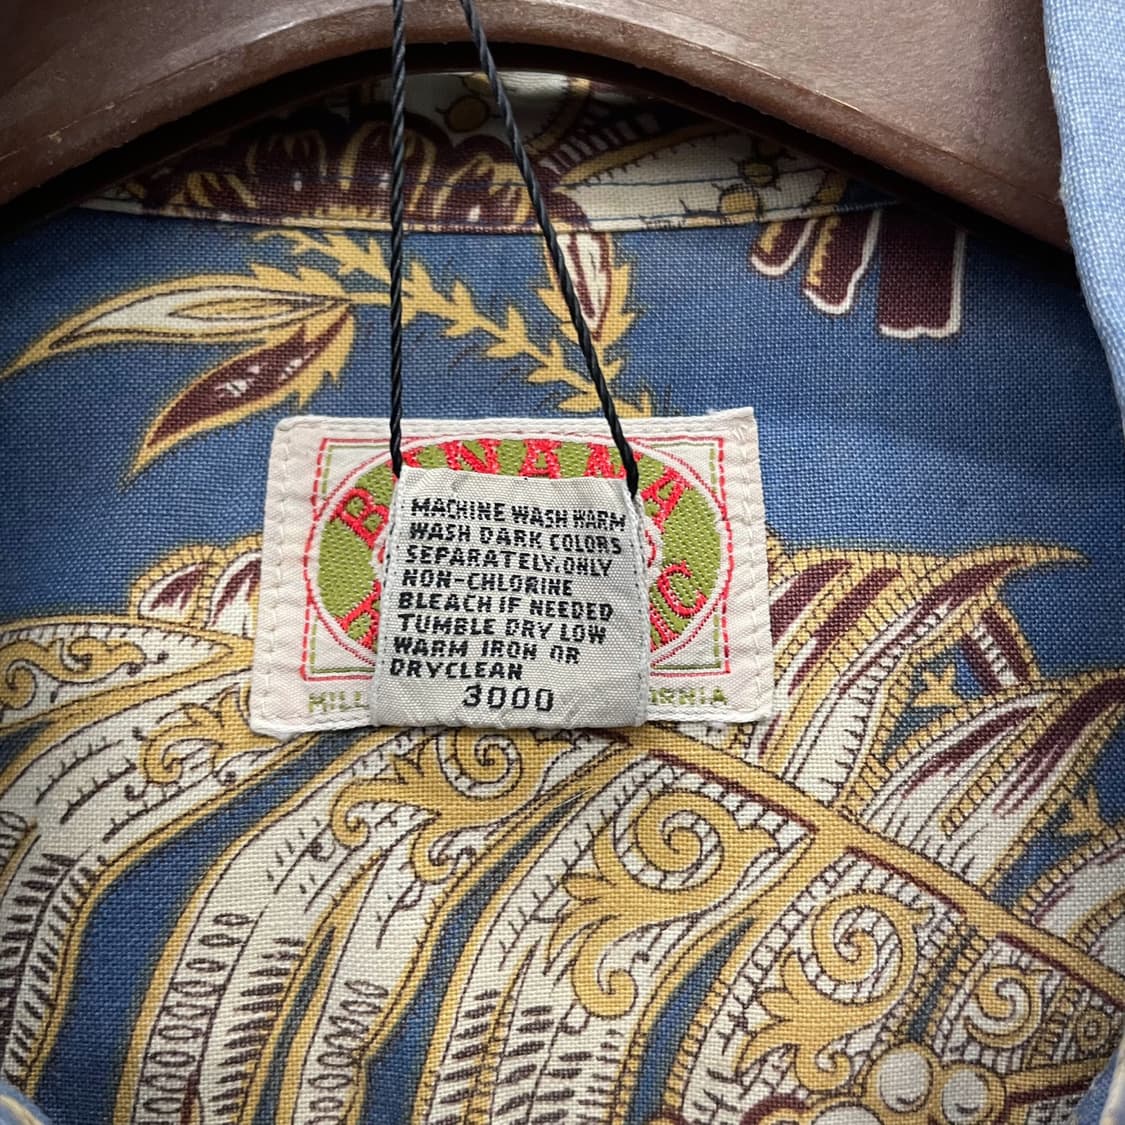 BANANA
MACHINE WASH WARM
WASH DARK COLORS
SEPARATELY.ONLY
NON-CHLORINE
BLEACH IF NEEDED
TUMBLE DRY LOW
WARM IRON OR
DRYCLEAN
3000